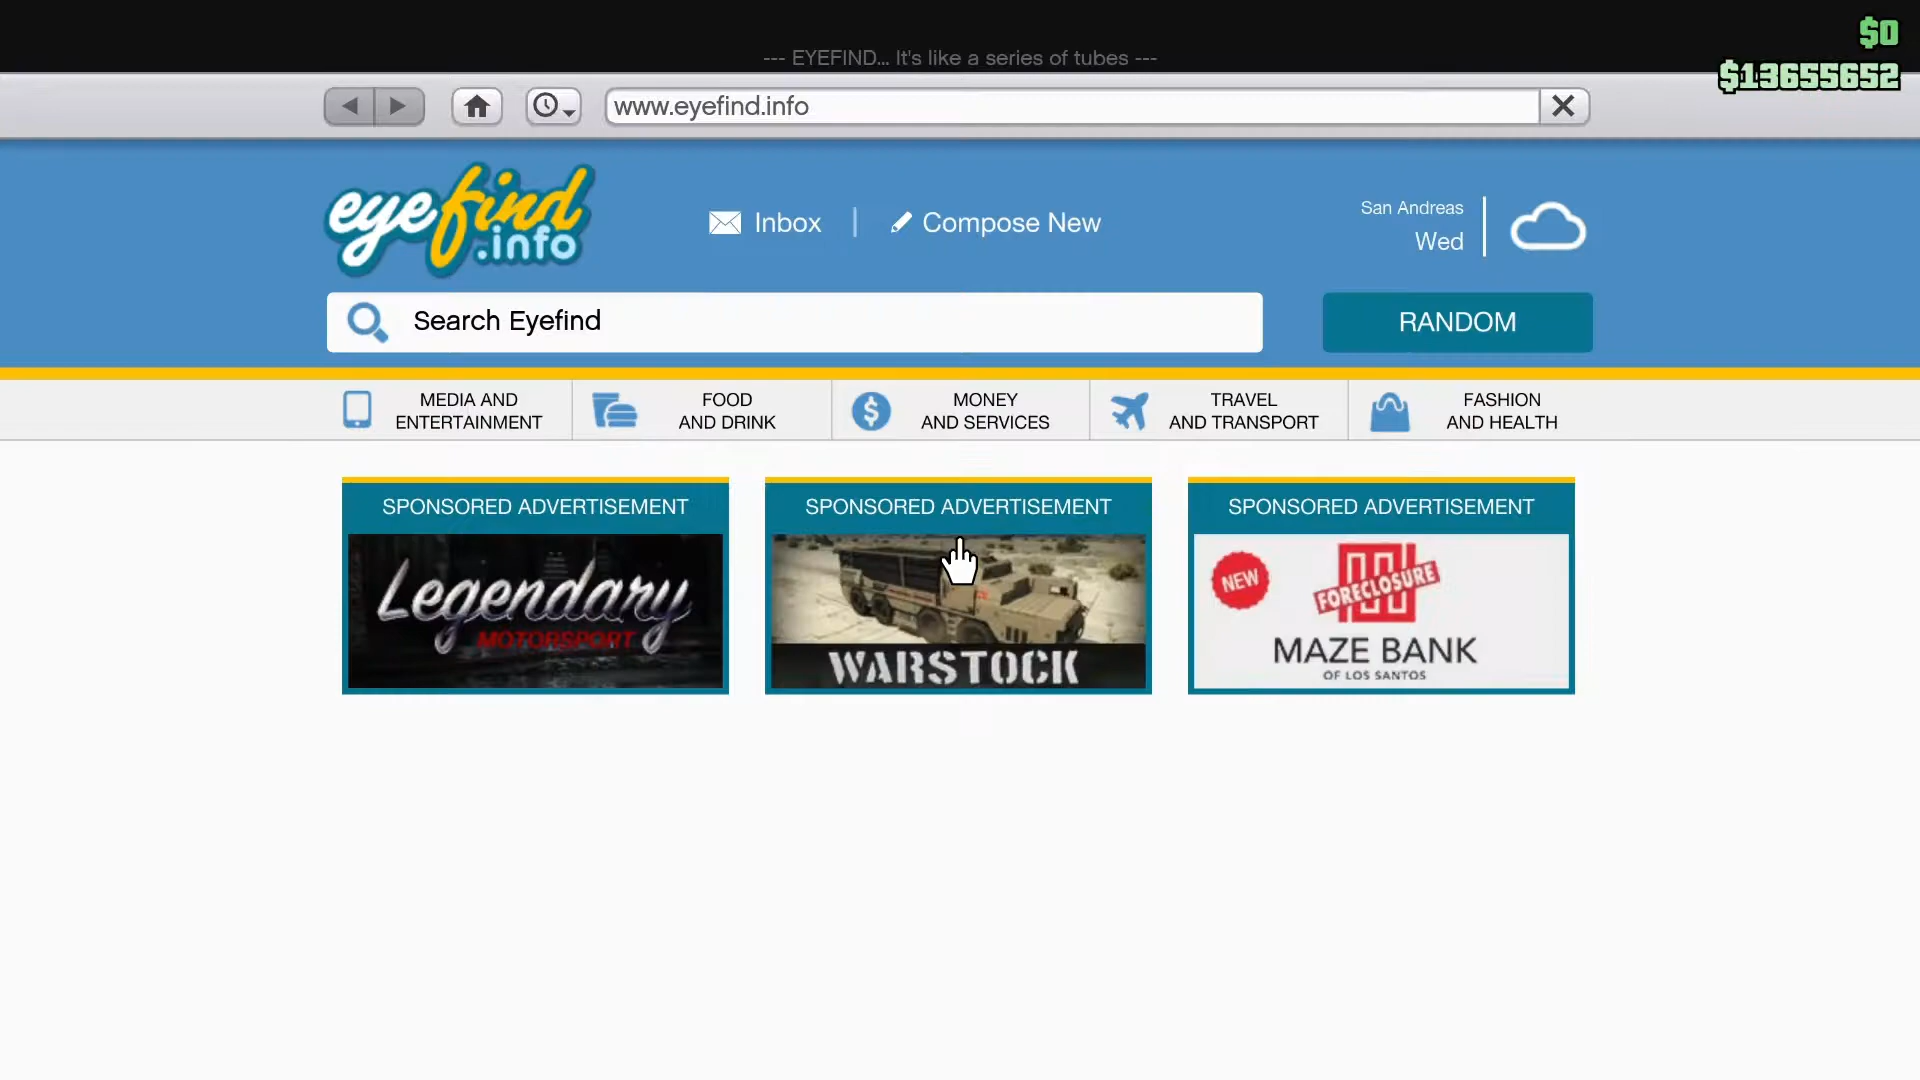 $0
--- EYEFIND... It's like a series of tubes ---
$13655652
www.eyefind.info
eyefind
.info
Inbox
Compose New
San Andreas
Wed
Search Eyefind
RANDOM
MEDIA AND
ENTERTAINMENT
FOOD
AND DRINK
MONEY
AND SERVICES
TRAVEL
AND TRANSPORT
FASHION
AND HEALTH
SPONSORED ADVERTISEMENT
Legendary
MOTORSPORT
SPONSORED ADVERTISEMENT
WARSTOCK
SPONSORED ADVERTISEMENT
NEW
FORECLOSURE
MAZE BANK
OF LOS SANTOS